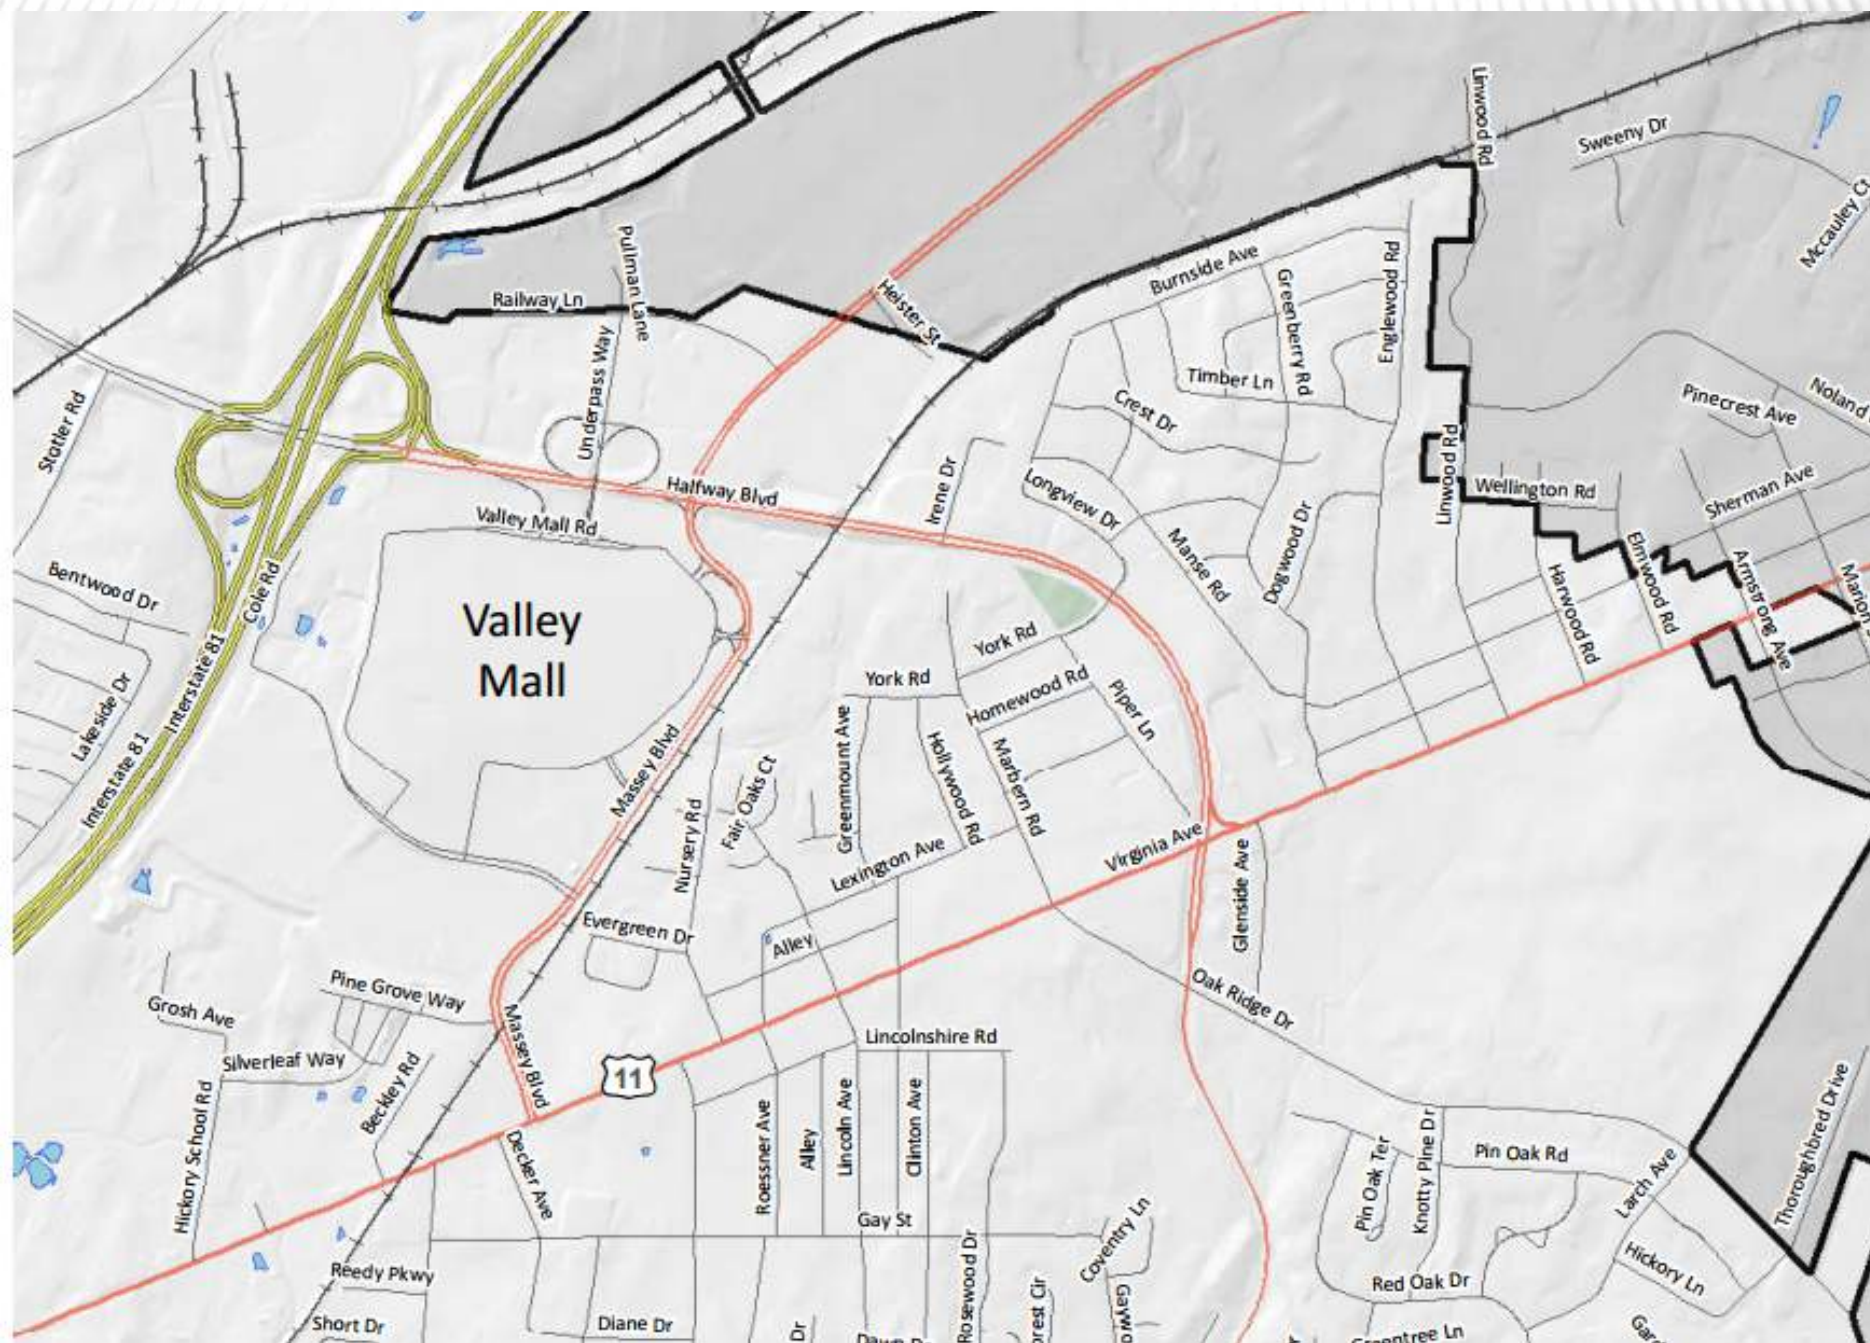 Linwood Rd
Sweeny Dr
Mccauley Ct
Pulman Lane
Railway Ln
Heister St
Burnside Ave
Greenberry Rd
Englewood Rd
Underpass Way
Timber Ln
Crest Dr
Pinecrest Ave
Noland
Statler Rd
Halfway Blvd
Irene Dr
Longview Dr
Linwood Rd
Wellington Rd
Sherman Ave
Valley Mall Rd
Manse Rd
Dogwood Dr
Elmwood Rd
Harwood Rd
Armstrong Ave
Marion
Bentwood Dr
Cole Rd
Valley
Mall
Interstate 81
York Rd
York Rd
Homewood Rd
Piper Ln
Lakeside Dr
Interstate 81
Massey Blvd
Greenmount Ave
Hollywood Rd
Marbern Rd
Fair Oaks Ct
Nursery Rd
Lexington Ave
Virginia Ave
Glenside Ave
Evergreen Dr
Alley
Pine Grove Way
Grosh Ave
Oak Ridge Dr
Massey Blvd
Silverleaf Way
Beckley Rd
Lincolnshire Rd
11
Hickory School Rd
Decker Ave
Roessner Ave
Alley
Lincoln Ave
Clinton Ave
Thoroughbred Drive
Pin Oak Ter
Knotty Pine Dr
Pin Oak Rd
Larch Ave
Gay St
Coventry Ln
Rosewood Dr
Reedy Pkwy
Red Oak Dr
Hickory Ln
Short Dr
Diane Dr
Dr